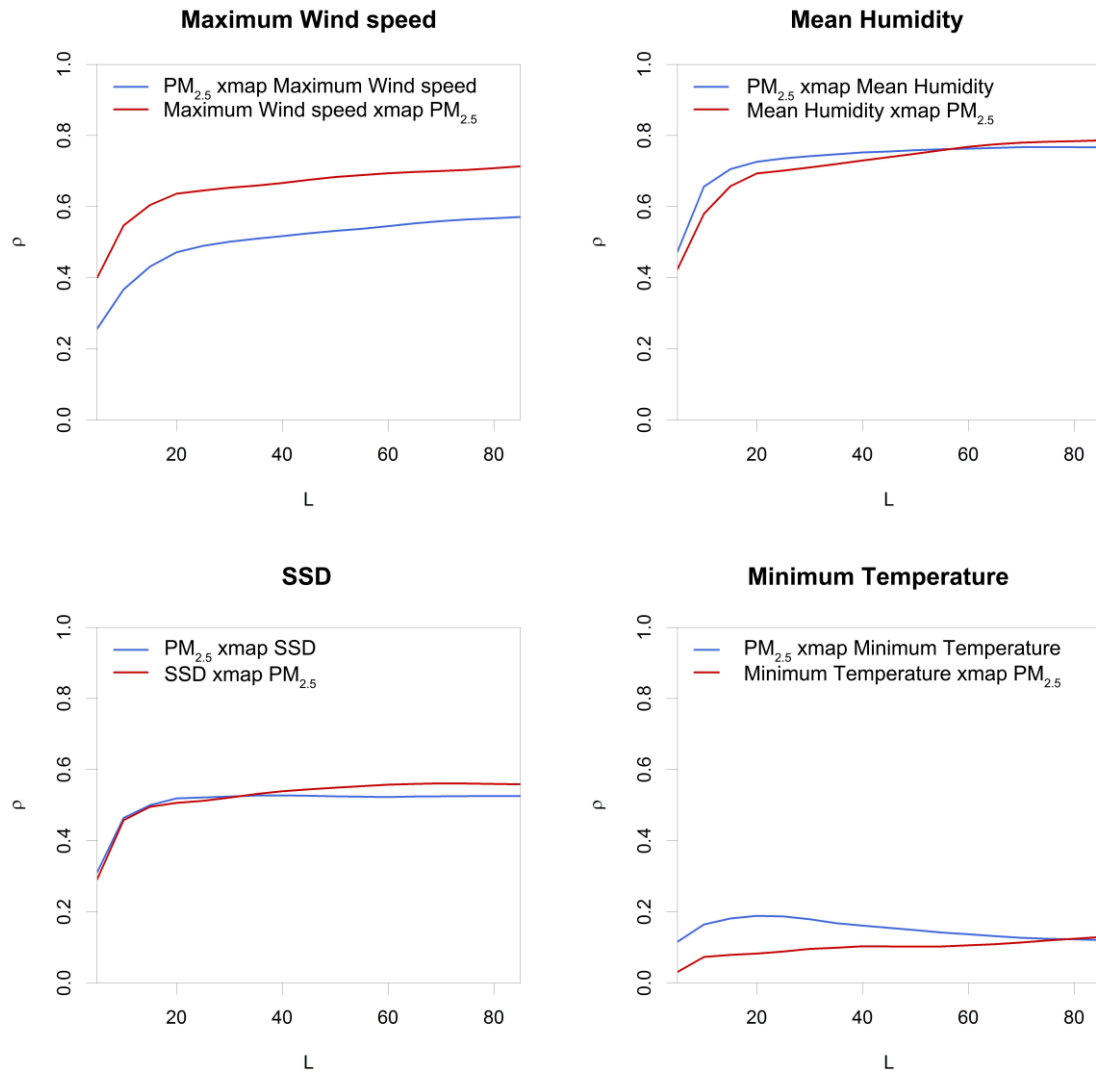 Maximum Wind speed
PM2.5 xmap Maximum Wind speed
Maximum Wind speed xmap PM2.5
1.0
0.8
0.6
0.4
0.2
0.0
ρ
20 40 60 80
L
Mean Humidity
PM2.5 xmap Mean Humidity
Mean Humidity xmap PM2.5
1.0
0.8
0.6
0.4
0.2
0.0
ρ
20 40 60 80
L
SSD
PM2.5 xmap SSD
SSD xmap PM2.5
1.0
0.8
0.6
0.4
0.2
0.0
ρ
20 40 60 80
L
Minimum Temperature
PM2.5 xmap Minimum Temperature
Minimum Temperature xmap PM2.5
1.0
0.8
0.6
0.4
0.2
0.0
ρ
20 40 60 80
L